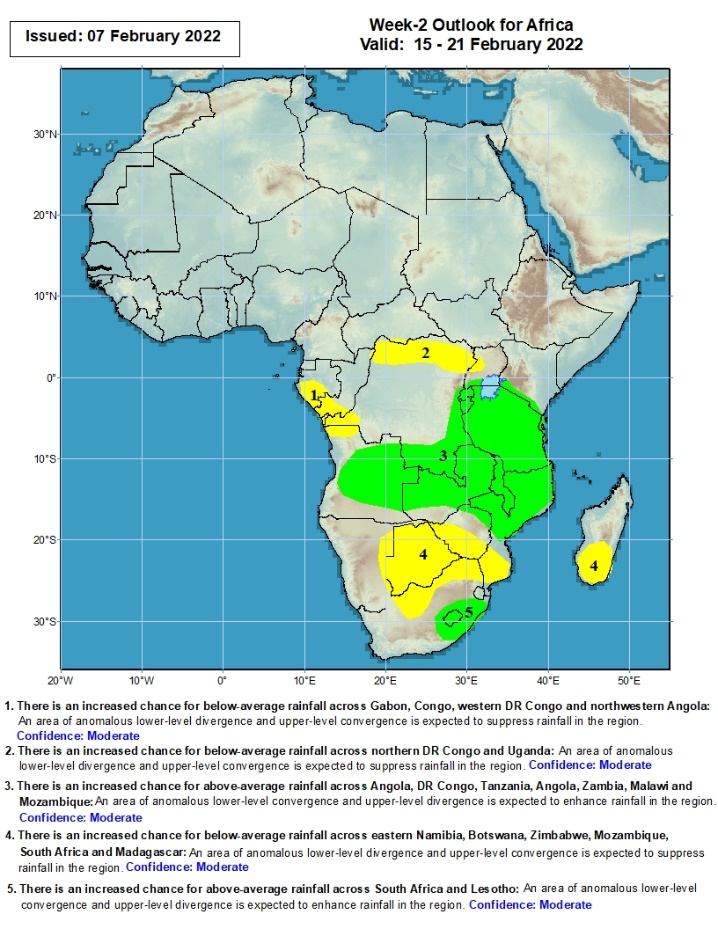 Issued: 07 February 2022
Week-2 Outlook for Africa
Valid: 15 - 21 February 2022
30°N
20°N
10°N
0°
10°S
20°S
30°S
1
2
3
4
4
5
20°W 10°W 0° 10°E 20°E 30°E 40°E 50°E
1. There is an increased chance for below-average rainfall across Gabon, Congo, western DR Congo and northwestern Angola:
An area of anomalous lower-level divergence and upper-level convergence is expected to suppress rainfall in the region.
Confidence: Moderate
2. There is an increased chance for below-average rainfall across northern DR Congo and Uganda: An area of anomalous
lower-level divergence and upper-level convergence is expected to suppress rainfall in the region. Confidence: Moderate
3. There is an increased chance for above-average rainfall across Angola, DR Congo, Tanzania, Angola, Zambia, Malawi and
Mozambique: An area of anomalous lower-level convergence and upper-level divergence is expected to enhance rainfall in the region.
Confidence: Moderate
4. There is an increased chance for below-average rainfall across eastern Namibia, Botswana, Zimbabwe, Mozambique,
South Africa and Madagascar: An area of anomalous lower-level divergence and upper-level convergence is expected to suppress
rainfall in the region. Confidence: Moderate
5. There is an increased chance for above-average rainfall across South Africa and Lesotho: An area of anomalous lower-level
convergence and upper-level divergence is expected to enhance rainfall in the region. Confidence: Moderate